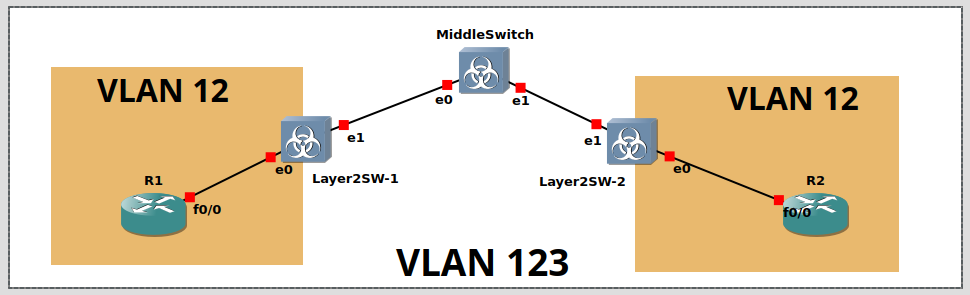 MiddleSwitch
VLAN 12
VLAN 12
e0
e1
e1
e1
e0
e0
Layer2SW-1
Layer2SW-2
R1
R2
f0/0
f0/0
VLAN 123